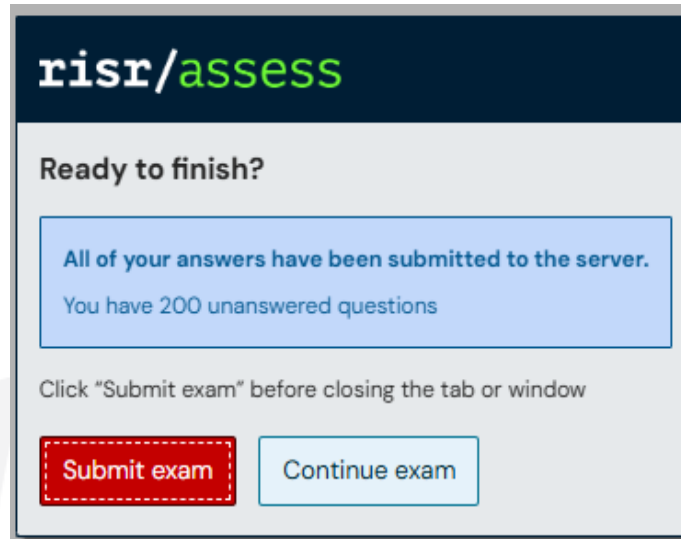 risr/assess
Ready to finish?
All of your answers have been submitted to the server.
You have 200 unanswered questions
Click “Submit exam” before closing the tab or window
Submit exam
Continue exam